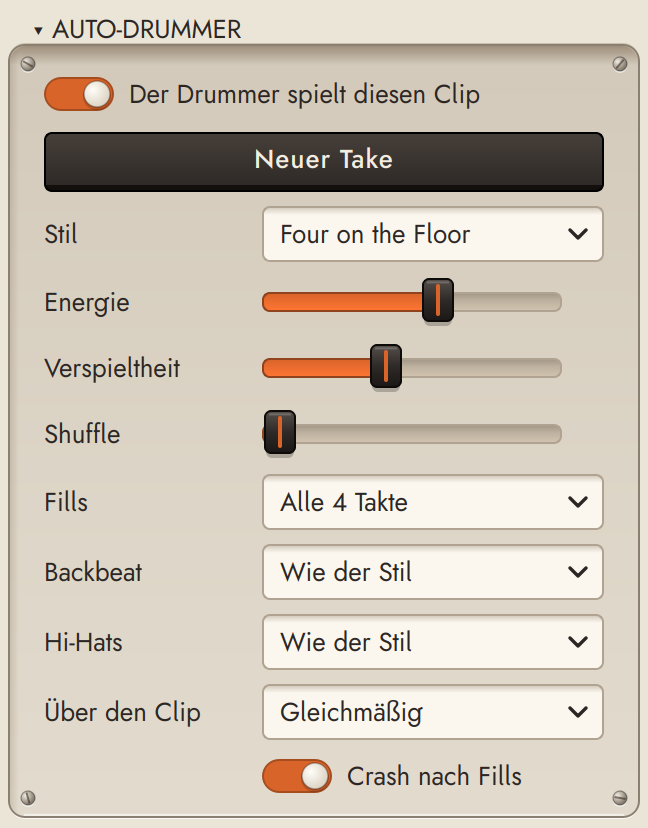 AUTO-DRUMMER
Der Drummer spielt diesen Clip
Neuer Take
Stil Four on the Floor
Energie
Verspieltheit
Shuffle
Fills Alle 4 Takte
Backbeat Wie der Stil
Hi-Hats Wie der Stil
Über den Clip Gleichmäßig
Crash nach Fills